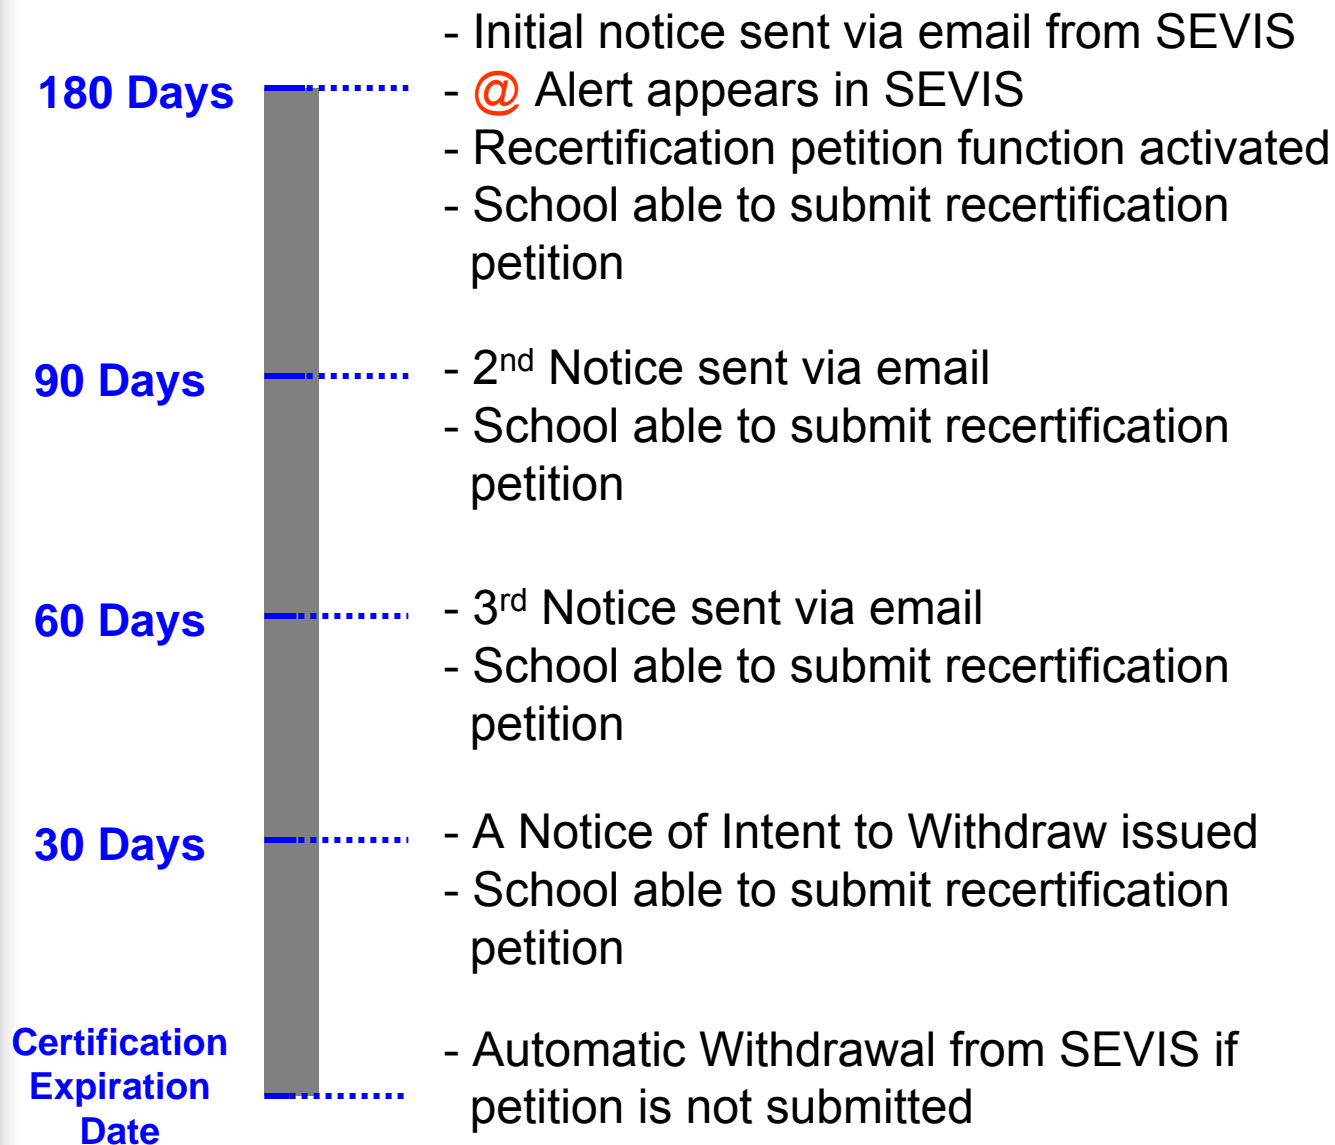 180 Days
- Initial notice sent via email from SEVIS
- @ Alert appears in SEVIS
- Recertification petition function activated
- School able to submit recertification
petition
90 Days
- 2nd Notice sent via email
- School able to submit recertification
petition
60 Days
- 3rd Notice sent via email
- School able to submit recertification
petition
30 Days
- A Notice of Intent to Withdraw issued
- School able to submit recertification
petition
Certification
Expiration
Date
- Automatic Withdrawal from SEVIS if
petition is not submitted